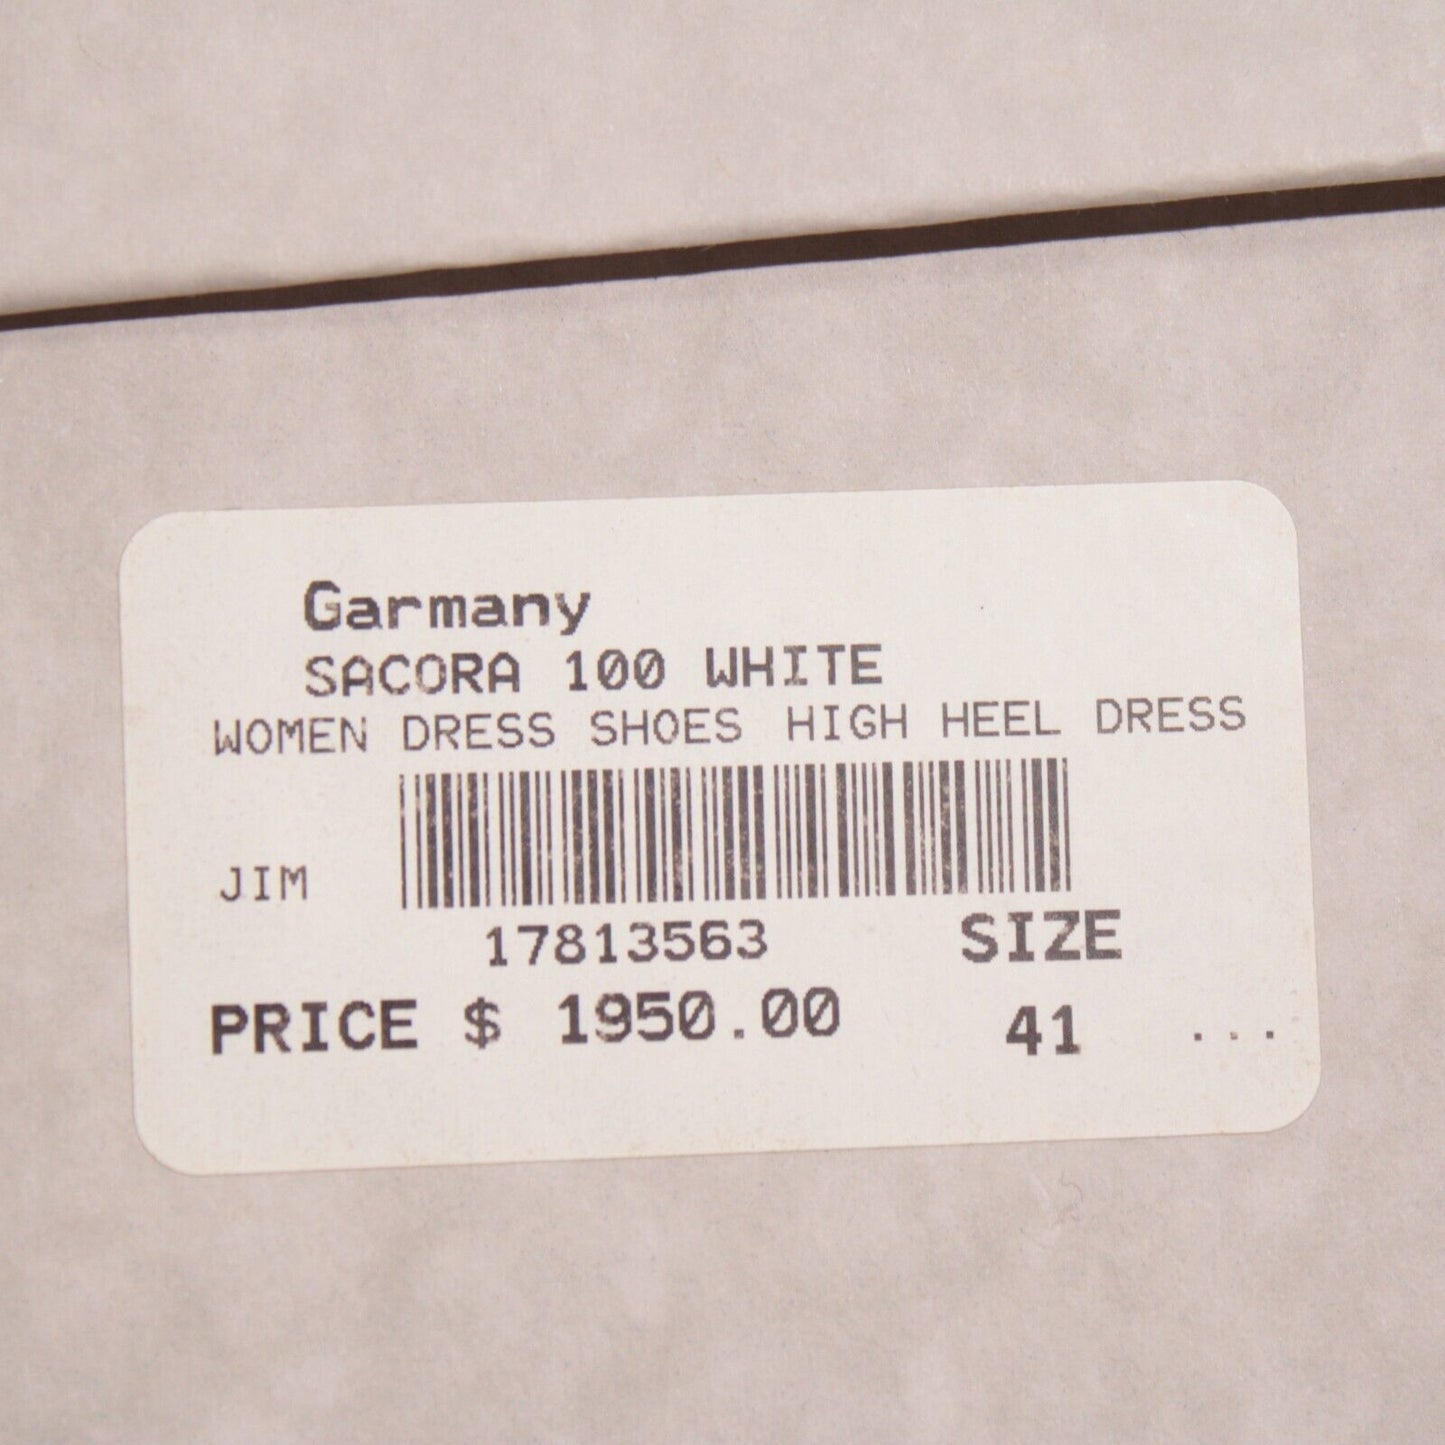 Garmany
SACORA 100 WHITE
WOMEN DRESS SHOES HIGH HEEL DRESS
JIM
17813563 SIZE
PRICE $ 1950.00 41 ...